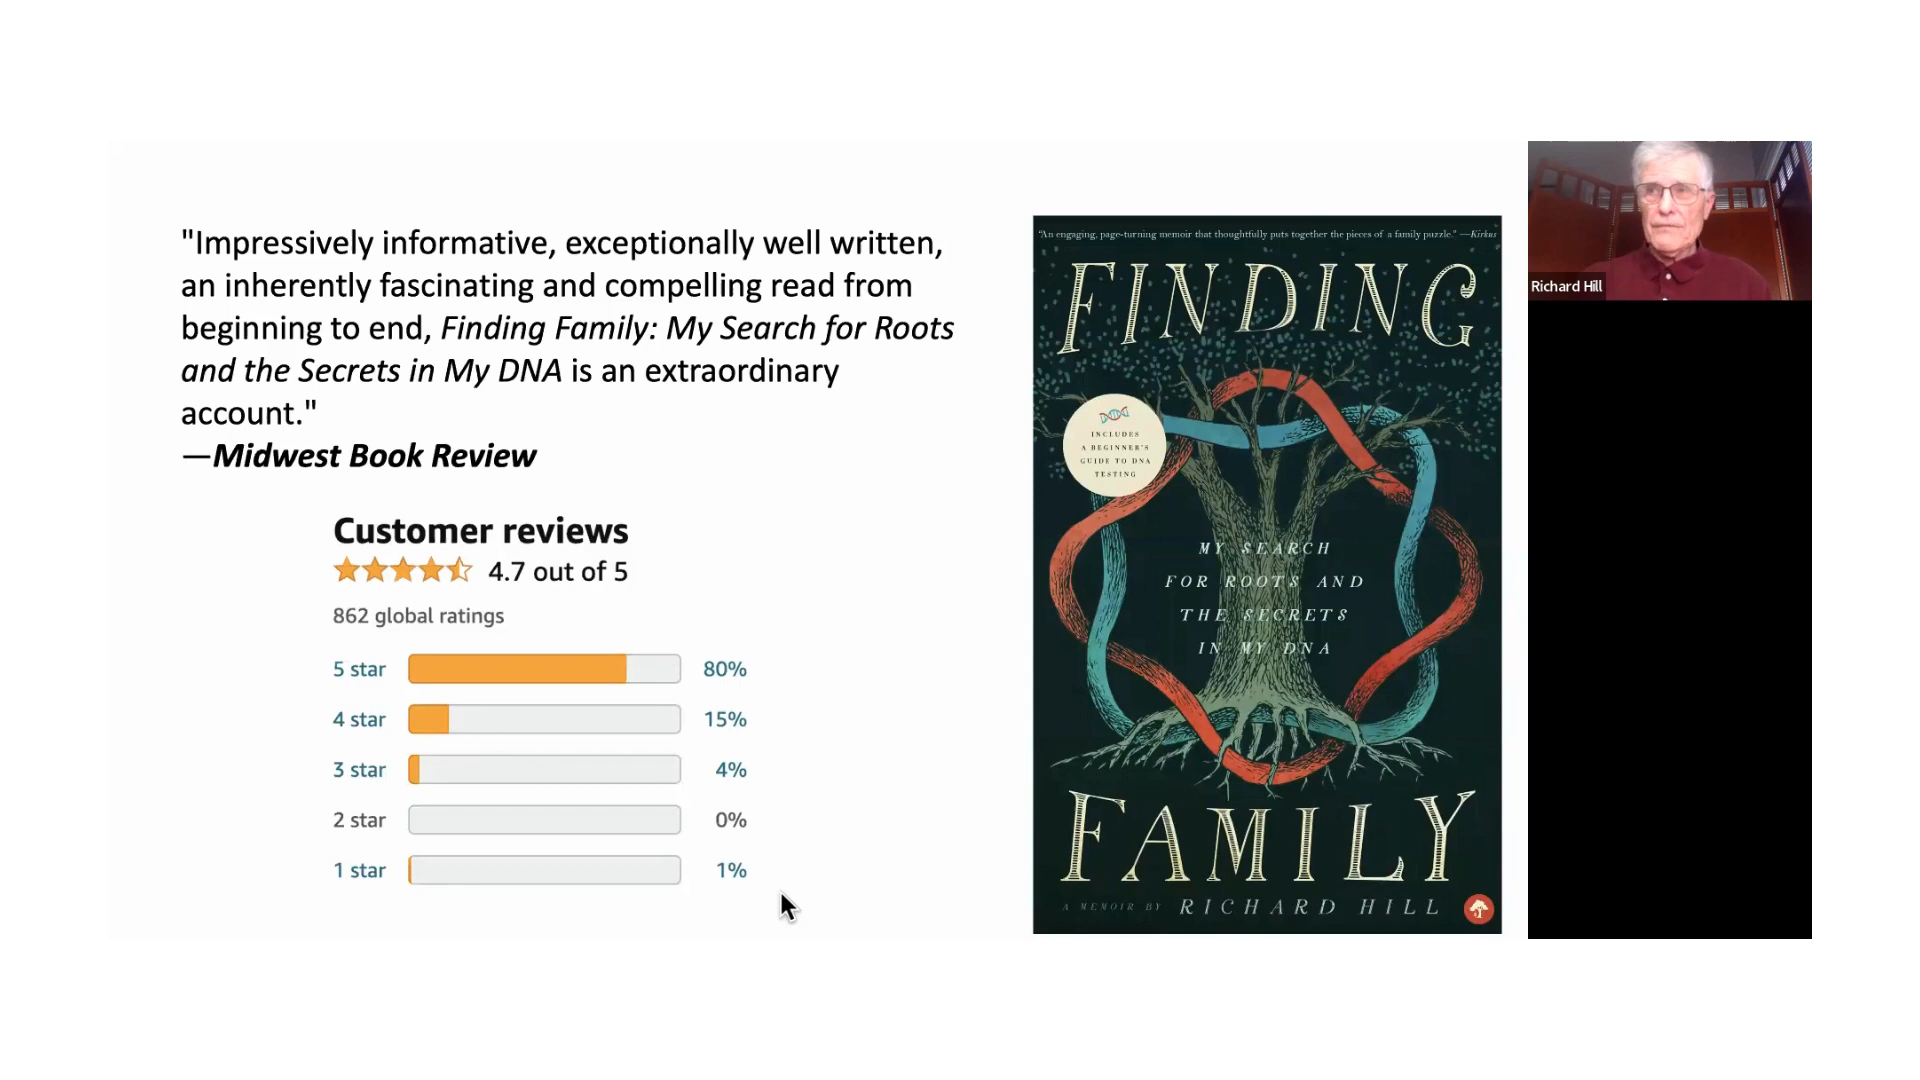 "Impressively informative, exceptionally well written,
an inherently fascinating and compelling read from
beginning to end, Finding Family: My Search for Roots
and the Secrets in My DNA is an extraordinary
account."
—Midwest Book Review
Customer reviews
4.7 out of 5
862 global ratings
5 star 80%
4 star 15%
3 star 4%
2 star 0%
1 star 1%
"An engaging, page-turning memoir that thoughtfully puts together the pieces of a family puzzle." —Kirkus
FINDING
INCLUDES
A BEGINNER'S
GUIDE TO DNA
TESTING
MY SEARCH
FOR ROOTS AND
THE SECRETS
IN MY DNA
FAMILY
A MEMOIR BY RICHARD HILL
Richard Hill